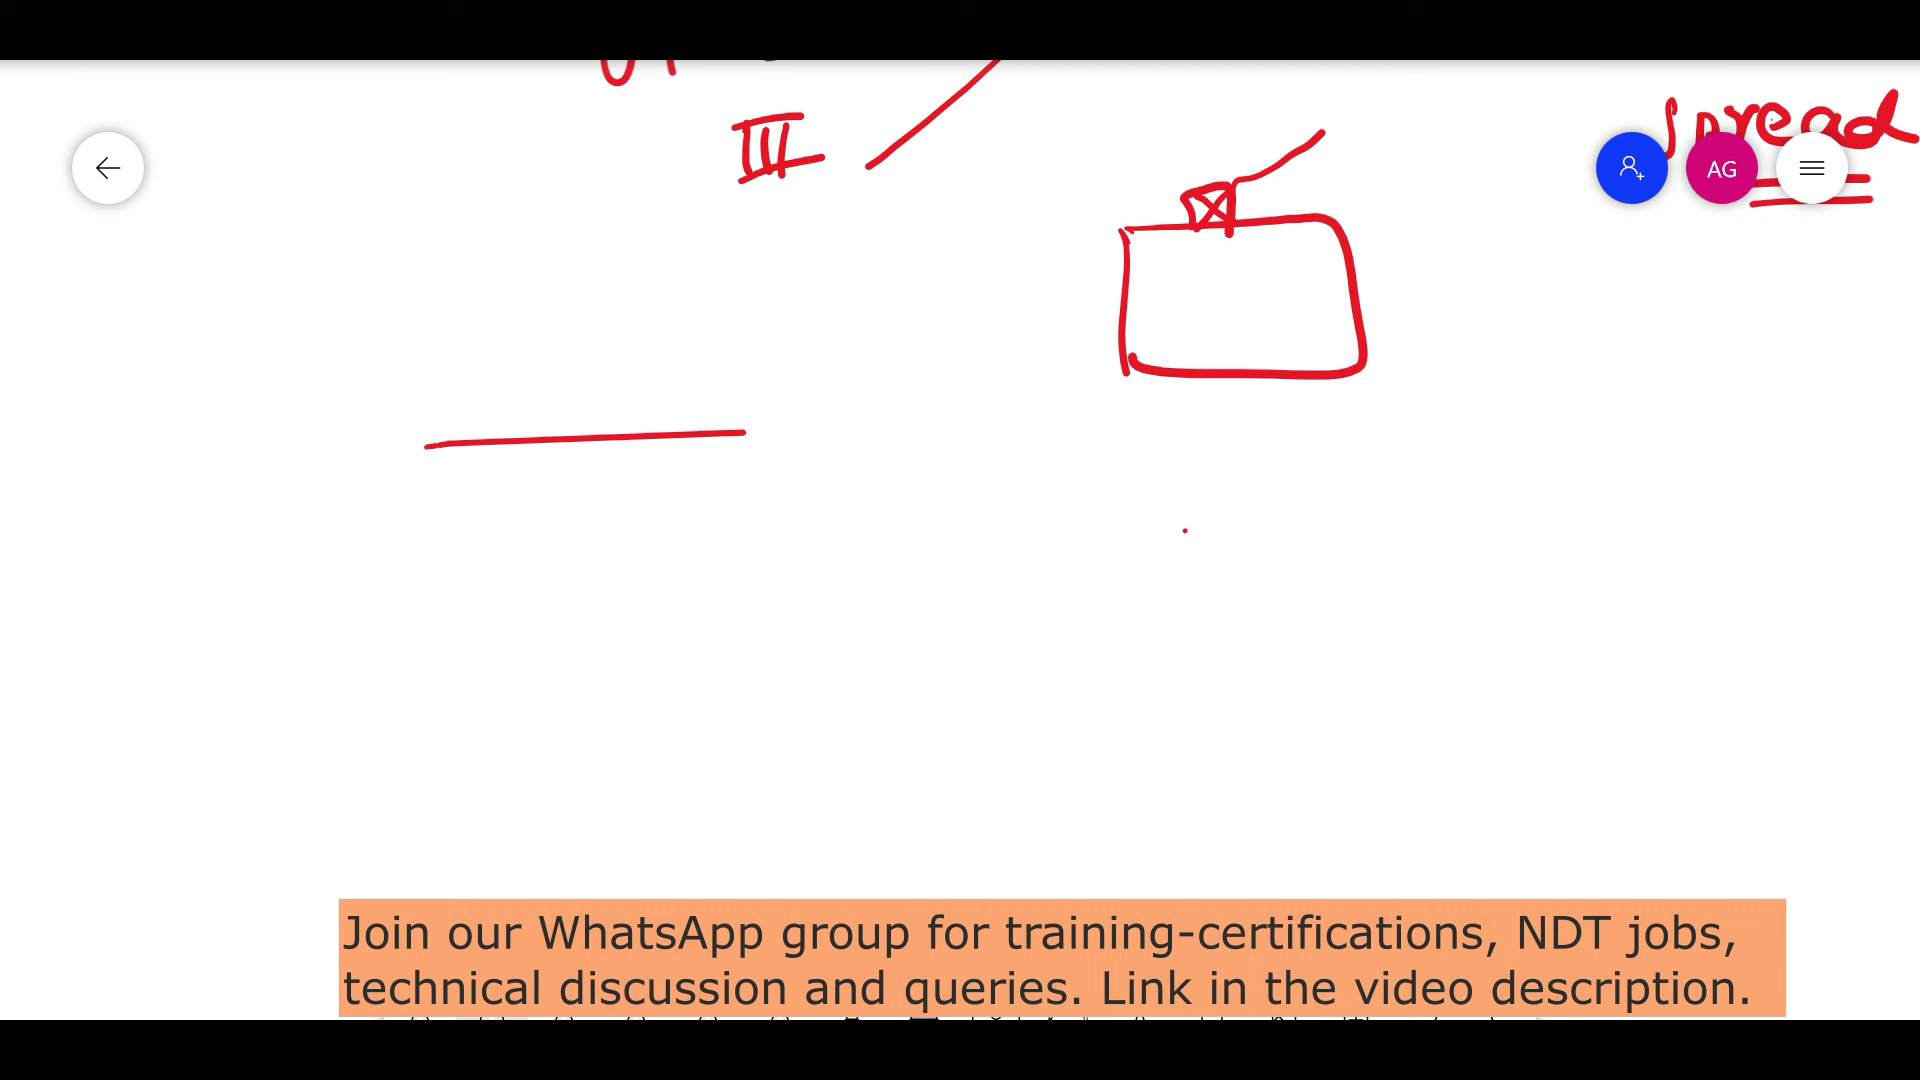 III
Spread
AG
Join our WhatsApp group for training-certifications, NDT jobs,
technical discussion and queries. Link in the video description.